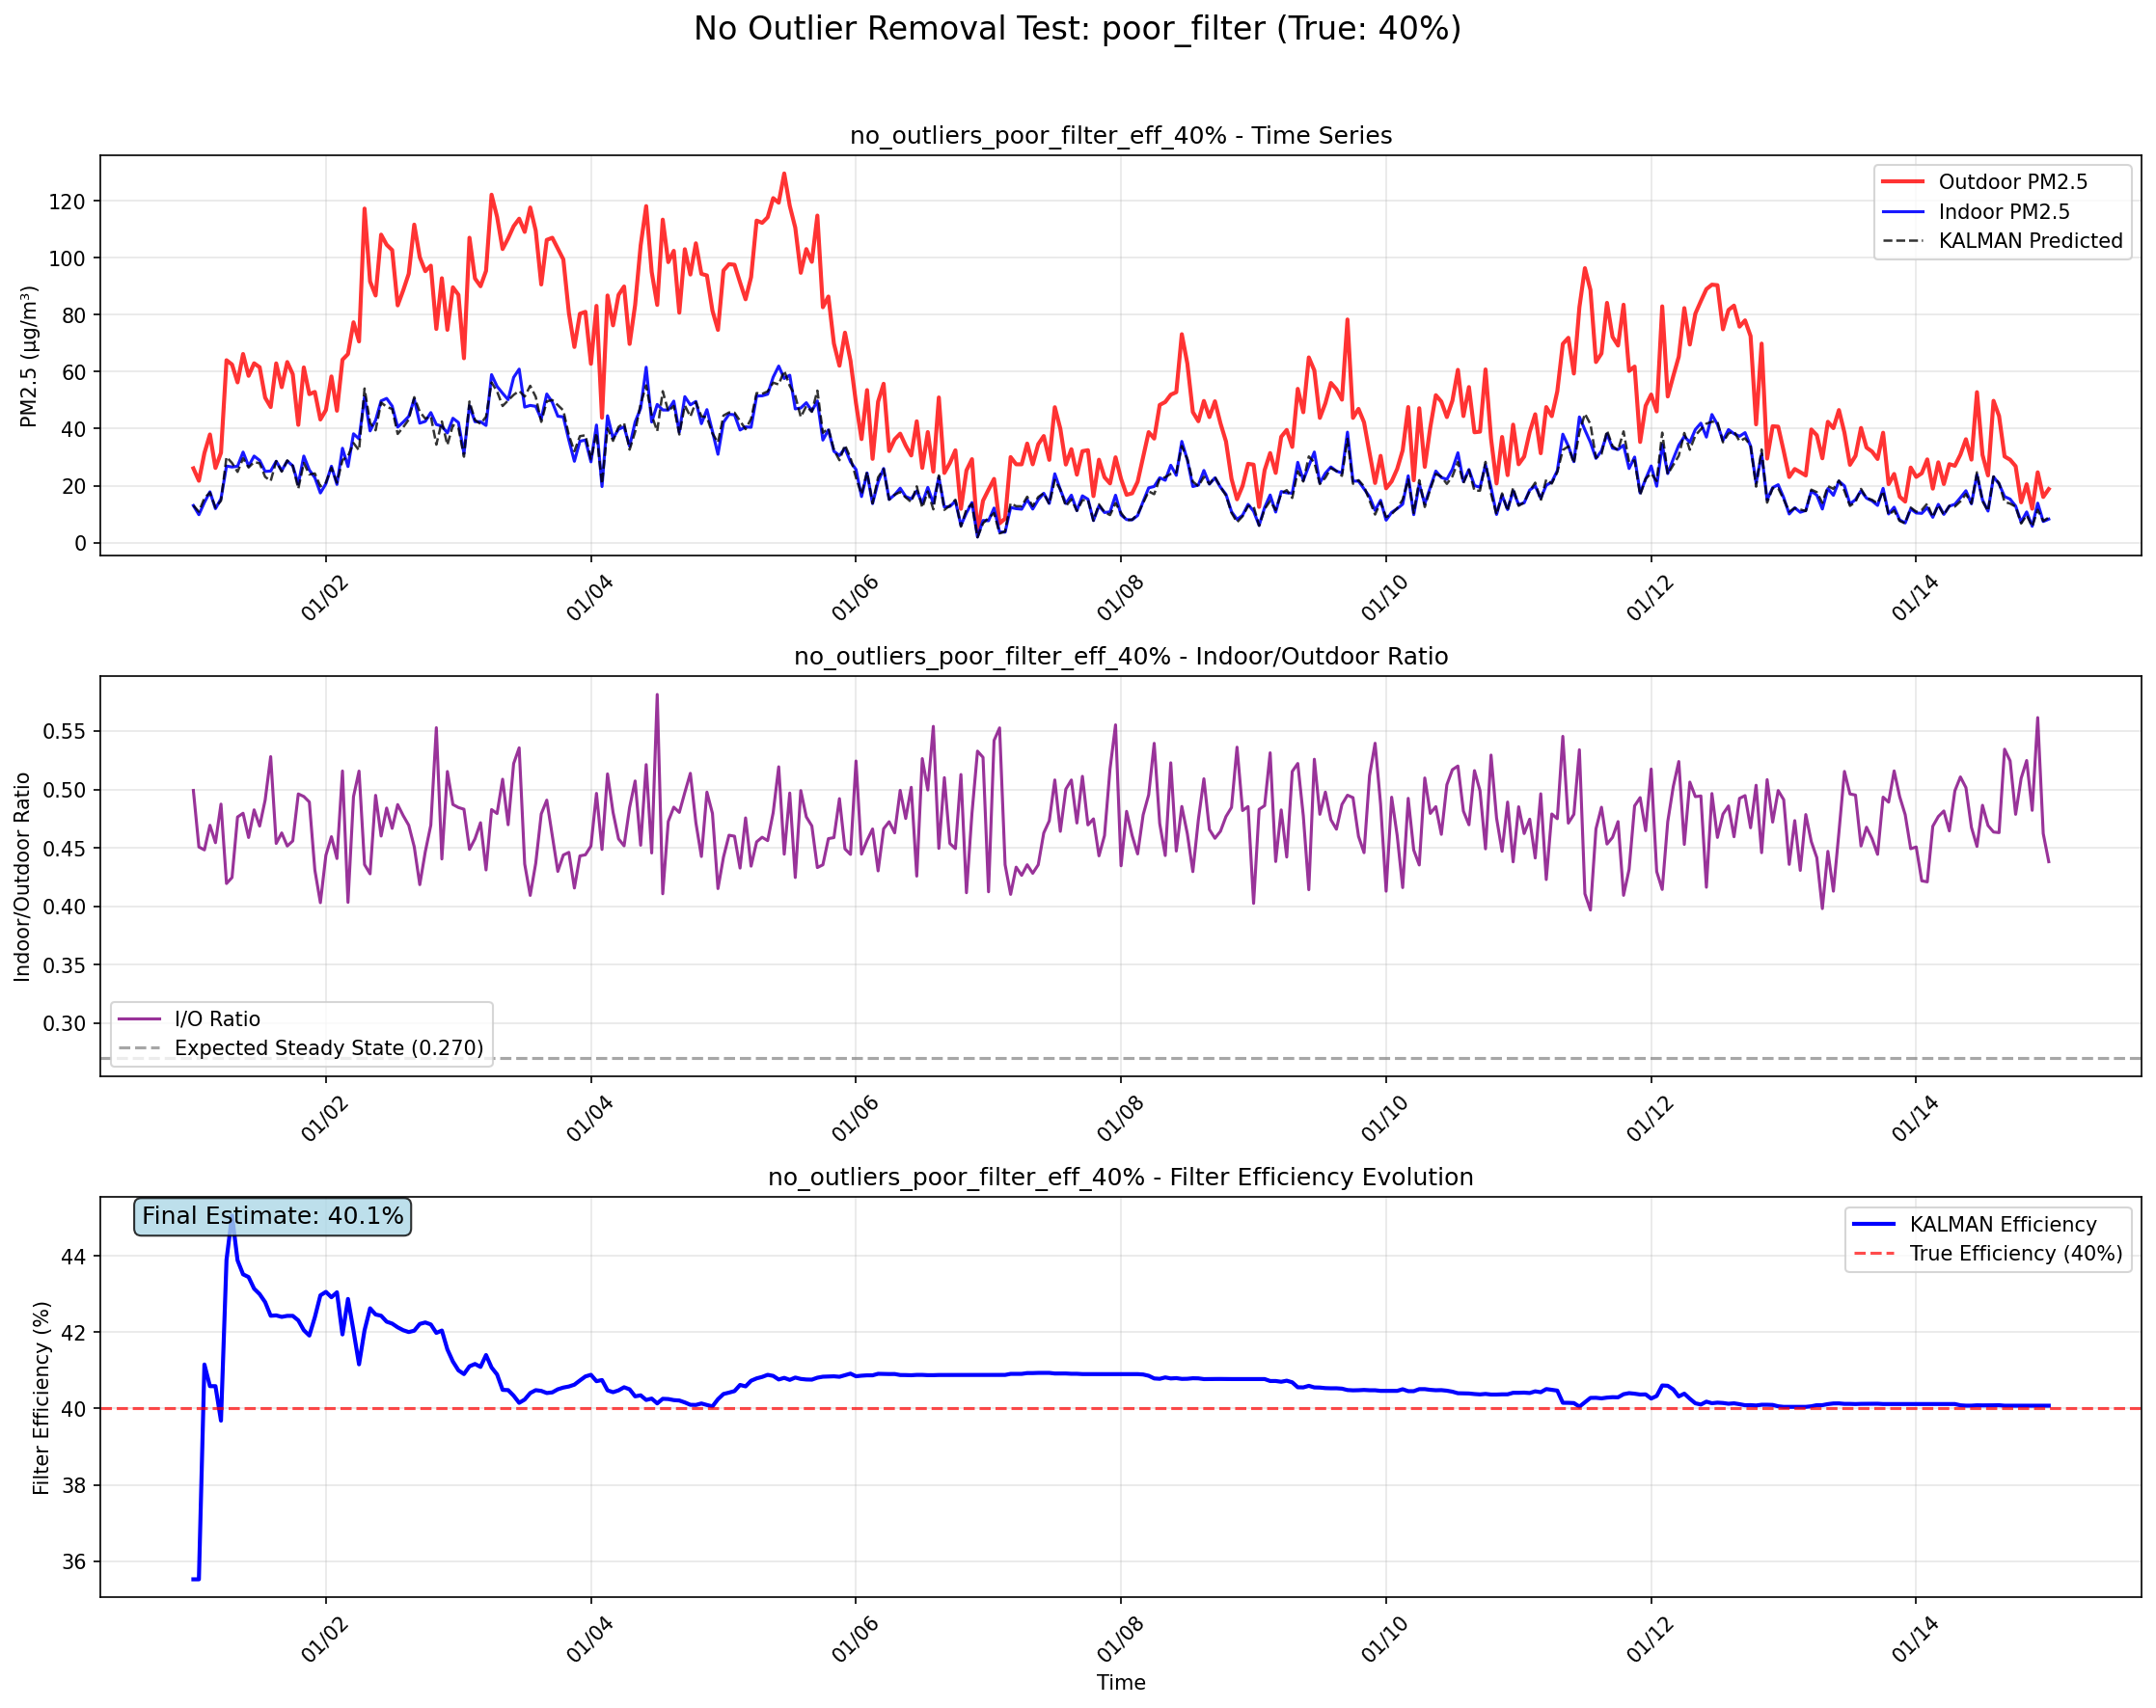 No Outlier Removal Test: poor_filter (True: 40%)
no_outliers_poor_filter_eff_40% - Time Series
PM2.5 (μg/m³)
120
100
80
60
40
20
0
Outdoor PM2.5
Indoor PM2.5
KALMAN Predicted
01/02
01/04
01/06
01/08
01/10
01/12
01/14
no_outliers_poor_filter_eff_40% - Indoor/Outdoor Ratio
Indoor/Outdoor Ratio
0.55
0.50
0.45
0.40
0.35
0.30
I/O Ratio
Expected Steady State (0.270)
01/02
01/04
01/06
01/08
01/10
01/12
01/14
no_outliers_poor_filter_eff_40% - Filter Efficiency Evolution
Filter Efficiency (%)
44
42
40
38
36
Final Estimate: 40.1%
KALMAN Efficiency
True Efficiency (40%)
01/02
01/04
01/06
01/08
01/10
01/12
01/14
Time